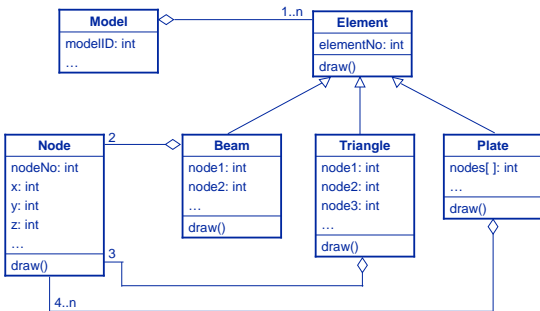 Model
modelID: int
…
1..n
Element
elementNo: int
draw()
Node
nodeNo: int
x: int
y: int
z: int
…
draw()
2
3
4..n
Beam
node1: int
node2: int
…
draw()
Triangle
node1: int
node2: int
node3: int
…
draw()
Plate
nodes[ ]: int
…
draw()